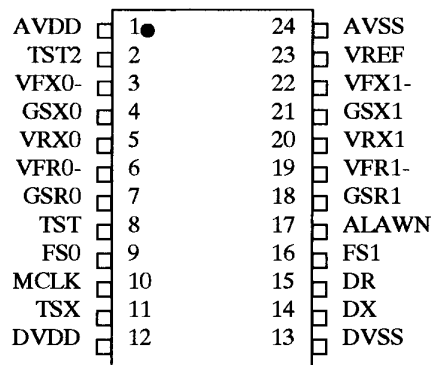 AVDD 1 24 AVSS
TST2 2 23 VREF
VFX0- 3 22 VFX1-
GSX0 4 21 GSX1
VRX0 5 20 VRX1
VFR0- 6 19 VFR1-
GSR0 7 18 GSR1
TST 8 17 ALAWN
FS0 9 16 FS1
MCLK 10 15 DR
TSX 11 14 DX
DVDD 12 13 DVSS